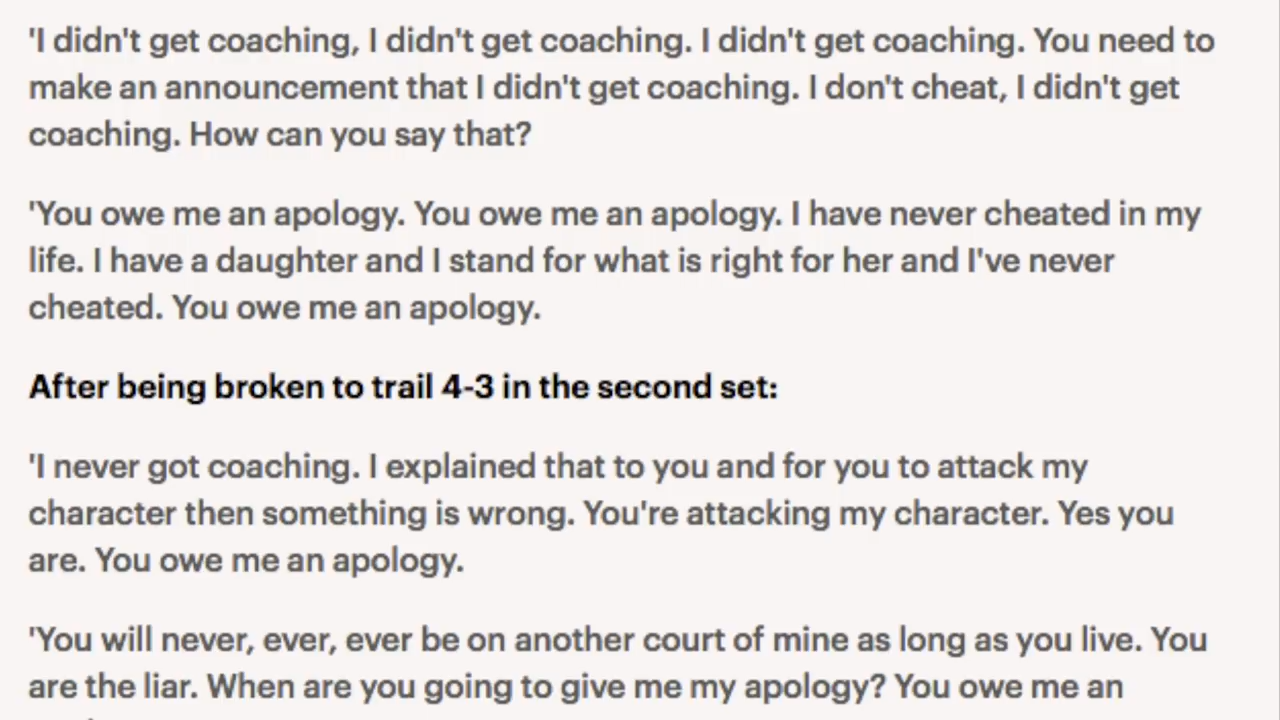 'I didn't get coaching, I didn't get coaching. I didn't get coaching. You need to
make an announcement that I didn't get coaching. I don't cheat, I didn't get
coaching. How can you say that?
'You owe me an apology. You owe me an apology. I have never cheated in my
life. I have a daughter and I stand for what is right for her and I've never
cheated. You owe me an apology.
After being broken to trail 4-3 in the second set:
'I never got coaching. I explained that to you and for you to attack my
character then something is wrong. You're attacking my character. Yes you
are. You owe me an apology.
'You will never, ever, ever be on another court of mine as long as you live. You
are the liar. When are you going to give me my apology? You owe me an